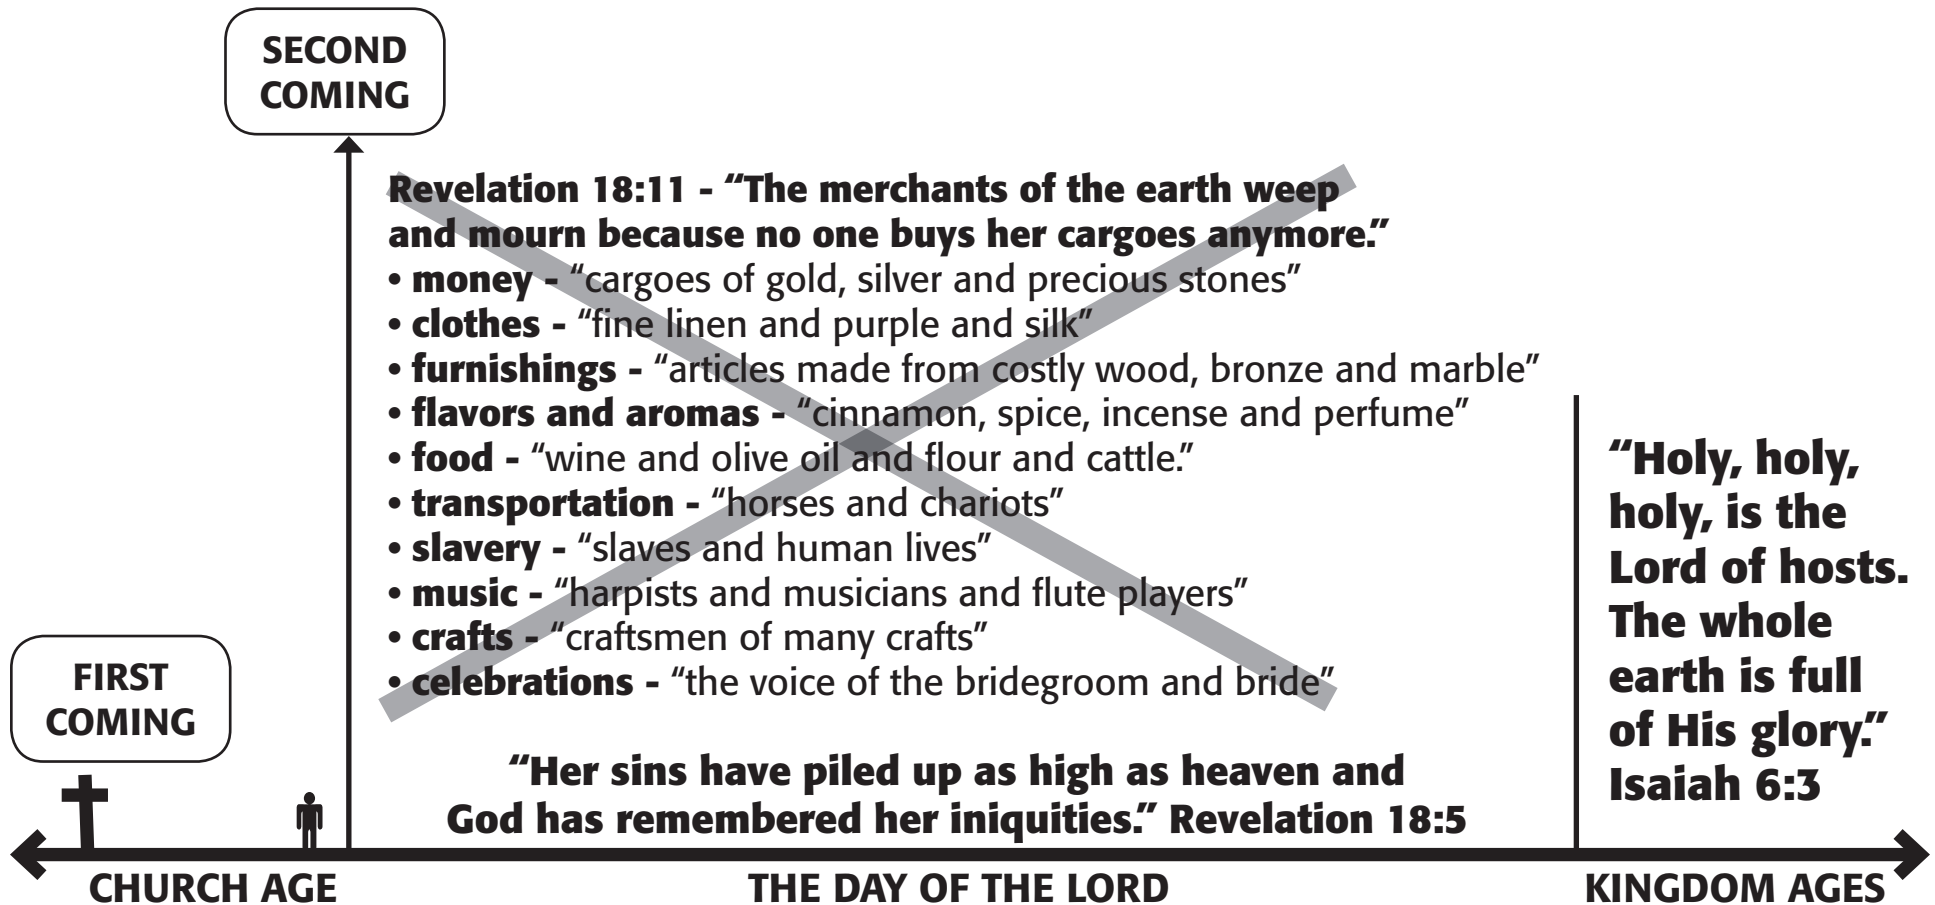 SECOND
COMING
Revelation 18:11 - “The merchants of the earth weep
and mourn because no one buys her cargoes anymore.”
• money - “cargoes of gold, silver and precious stones”
• clothes - “fine linen and purple and silk”
• furnishings - “articles made from costly wood, bronze and marble”
• flavors and aromas - “cinnamon, spice, incense and perfume”
• food - “wine and olive oil and flour and cattle.”
• transportation - “horses and chariots”
• slavery - “slaves and human lives”
• music - “harpists and musicians and flute players”
• crafts - “craftsmen of many crafts”
• celebrations - “the voice of the bridegroom and bride”
“Her sins have piled up as high as heaven and
God has remembered her iniquities.” Revelation 18:5
“Holy, holy,
holy, is the
Lord of hosts.
The whole
earth is full
of His glory.”
Isaiah 6:3
FIRST
COMING
CHURCH AGE
THE DAY OF THE LORD
KINGDOM AGES